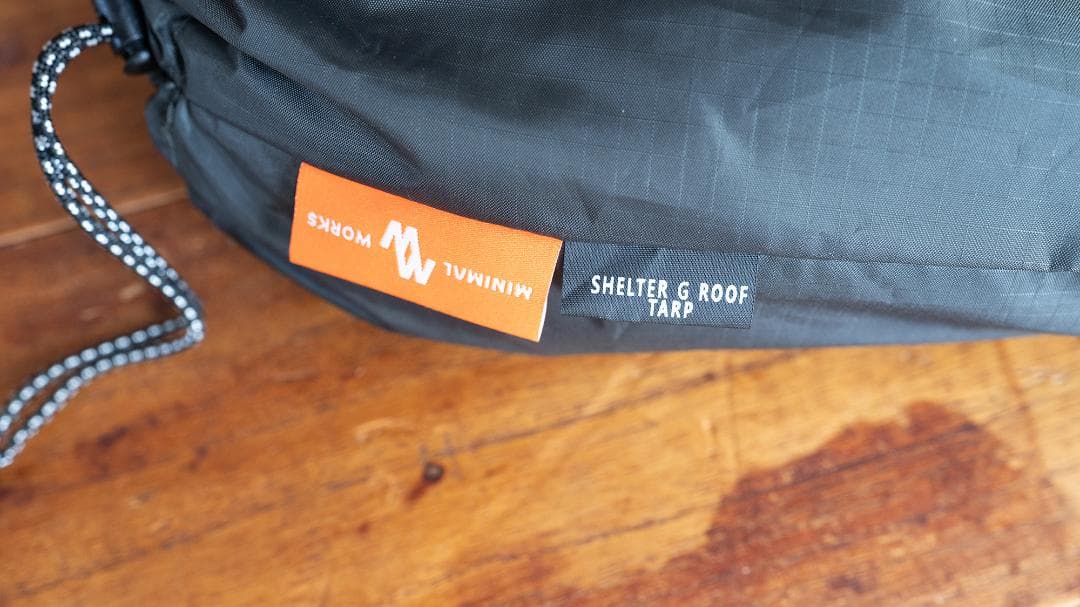 MINIMAL WORKS
SHELTER G ROOF
TARP